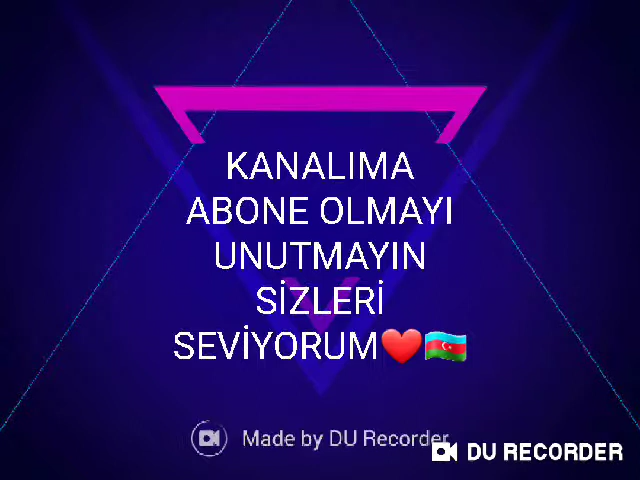 KANALIMA
ABONE OLMAYI
UNUTMAYIN
SİZLERİ
SEVİYORUM❤️🇦🇿
Made by DU Recorder
DU RECORDER